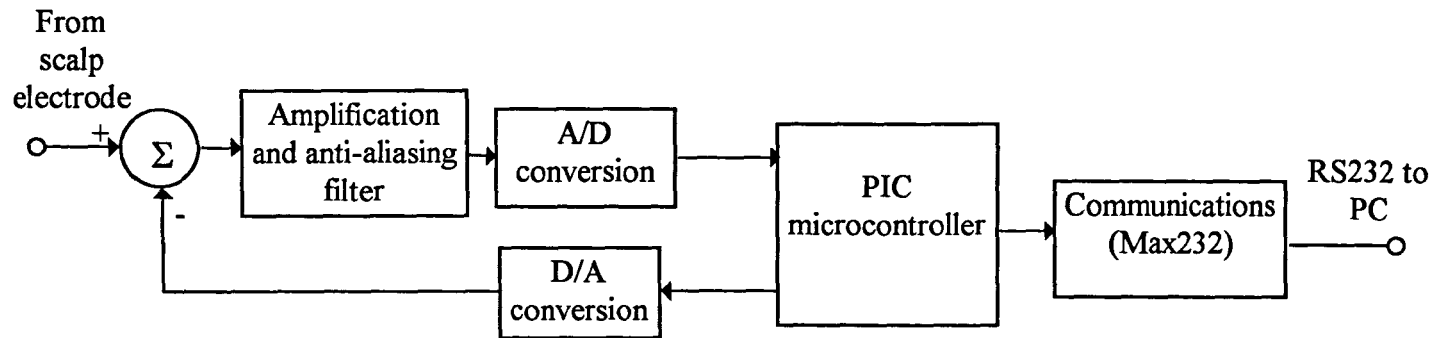 From
scalp
electrode
+
Σ
-
Amplification
and anti-aliasing
filter
A/D
conversion
D/A
conversion
PIC
microcontroller
Communications
(Max232)
RS232 to
PC